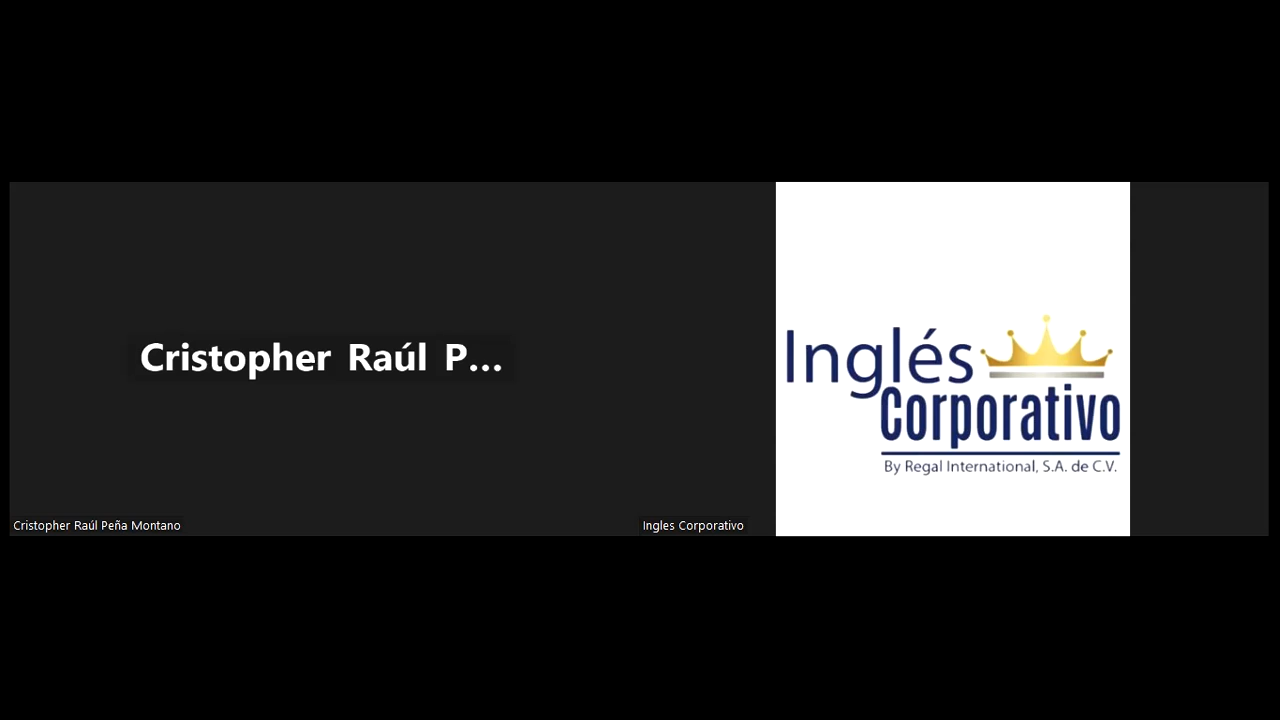 Cristopher Raúl P...
Cristopher Raúl Peña Montano
Inglés
Corporativo
By Regal International, S.A. de C.V.
Ingles Corporativo